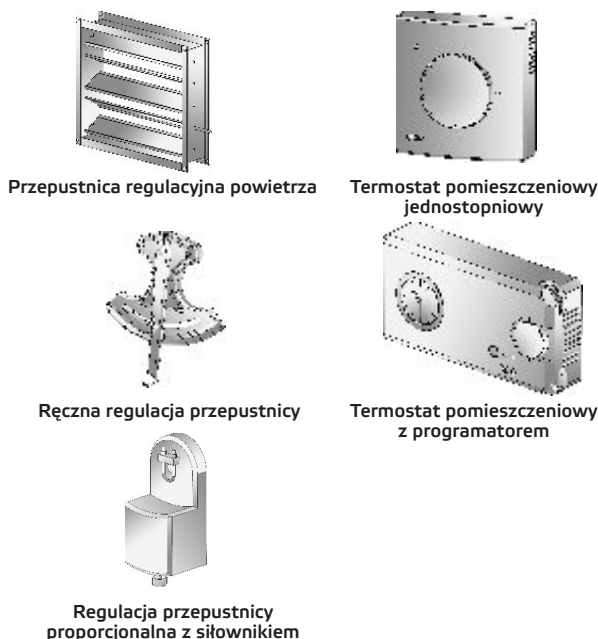 Przepustnica regulacyjna powietrza
Termostat pomieszczeniowy
jednostopniowy
Ręczna regulacja przepustnicy
Termostat pomieszczeniowy
z programatorem
Regulacja przepustnicy
proporcjonalna z siłownikiem